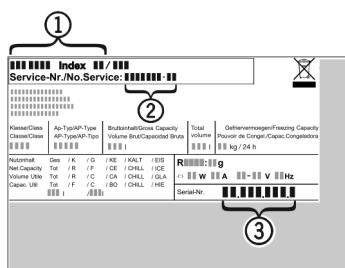 1
Index /
Service-Nr./No.Service: -
2
Klasse/Class Ap-Typ/AP-Type Bruttoinhalt/Gross Capacity Total Gefriervermoegen/Freezing Capacity
Classe/Clase AP-Type/AP-Tipo Volume Brut/Capacidad Bruta volume Pouvoir de Congel./Capac.Congeladora
l l kg / 24 h
Nutzinhalt Ges / K / G / KE / KALT / EIS
Net.Capacity Tot / R / F / CE / CHILL / ICE
Volume Utile Tot / R / C / CA / CHILL / GLA
Capac. Util Tot / F / C / BO / CHILL / HIE
l / l
R : g
W A - V Hz
Serial-Nr. . . .
3